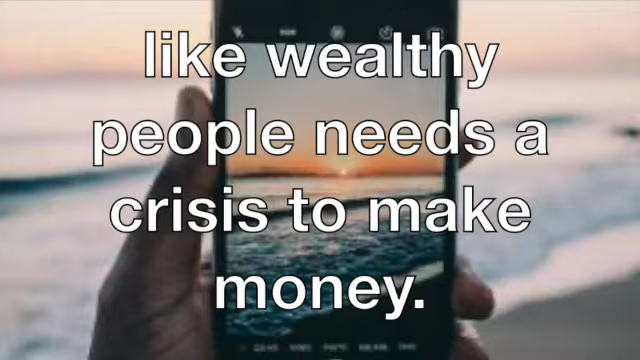 like wealthy
people needs a
crisis to make
money.